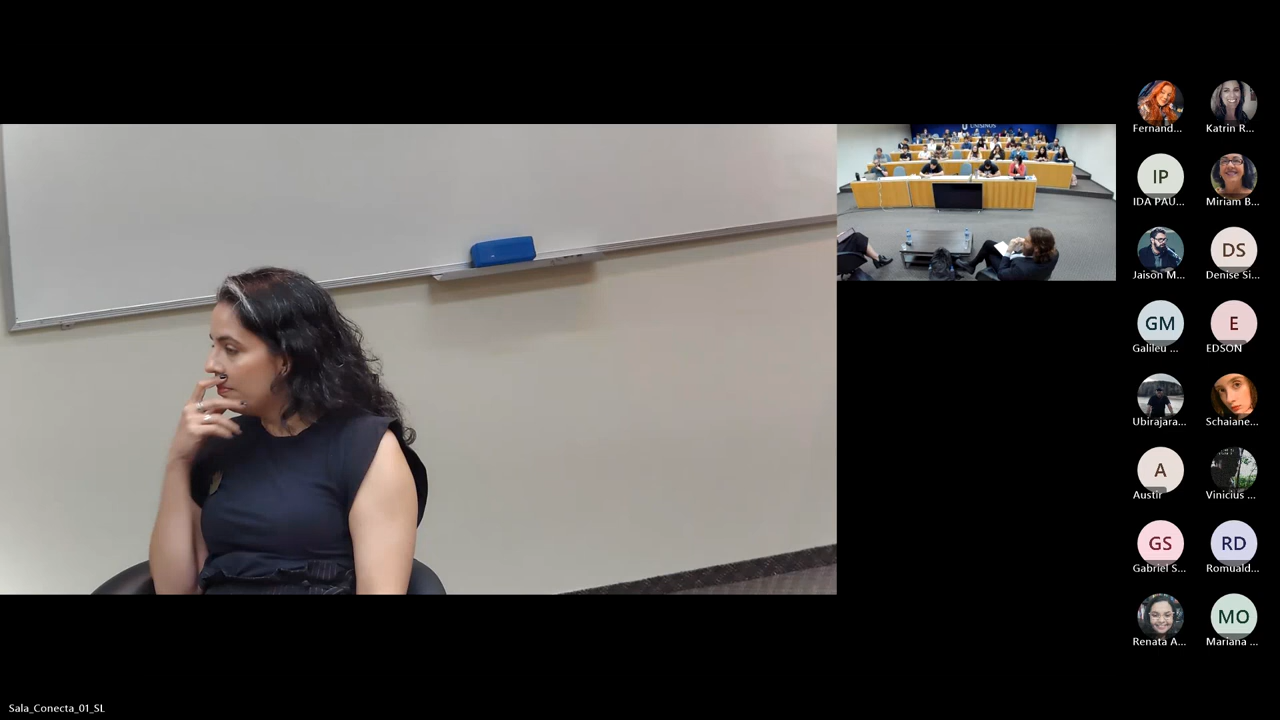 UNISINOS
Fernand...
Katrin R...
IP
IDA PAU...
Miriam B...
DS
Jaison M...
Denise Si...
GM
E
Galileu ...
EDSON
Ubirajara...
Schaiane...
A
Austir
Vinicius ...
GS
RD
Gabriel S...
Romuald...
MO
Renata A...
Mariana ...
Sala_Conecta_01_SL